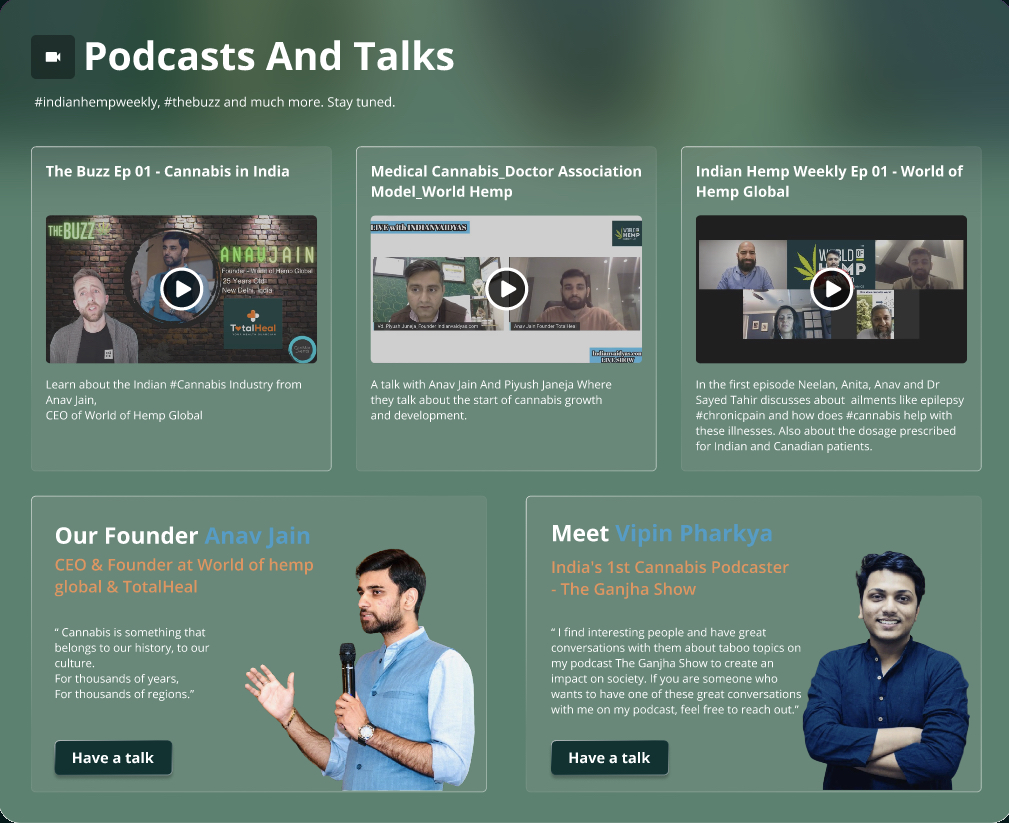 Podcasts And Talks
#indianhempweekly, #thebuzz and much more. Stay tuned.
The Buzz Ep 01 - Cannabis in India
THE BUZZ
ANAV JAIN
Founder - World of Hemp Global
25-Years Old
New Delhi, India
TotalHeal
Learn about the Indian #Cannabis Industry from
Anav Jain,
CEO of World of Hemp Global
Medical Cannabis_Doctor Association
Model_World Hemp
LIVE with INDIANVAIDYAS
Vd. Piyush Juneja, Founder Indianvaidyas.com
Anav Jain Founder Total Heal
Indianvaidyas.com
LIVE SHOW
A talk with Anav Jain And Piyush Janeja Where
they talk about the start of cannabis growth
and development.
Indian Hemp Weekly Ep 01 - World of
Hemp Global
WORLD OF
HEMP
In the first episode Neelan, Anita, Anav and Dr
Sayed Tahir discusses about  ailments like epilepsy
#chronicpain and how does #cannabis help with
these illnesses. Also about the dosage prescribed
for Indian and Canadian patients.
Our Founder Anav Jain
CEO & Founder at World of hemp
global & TotalHeal
“ Cannabis is something that
belongs to our history, to our
culture.
For thousands of years,
For thousands of regions.”
Have a talk
Meet Vipin Pharkya
India's 1st Cannabis Podcaster
- The Ganjha Show
“ I find interesting people and have great
conversations with them about taboo topics on
my podcast The Ganjha Show to create an
impact on society. If you are someone who
wants to have one of these great conversations
with me on my podcast, feel free to reach out.”
Have a talk